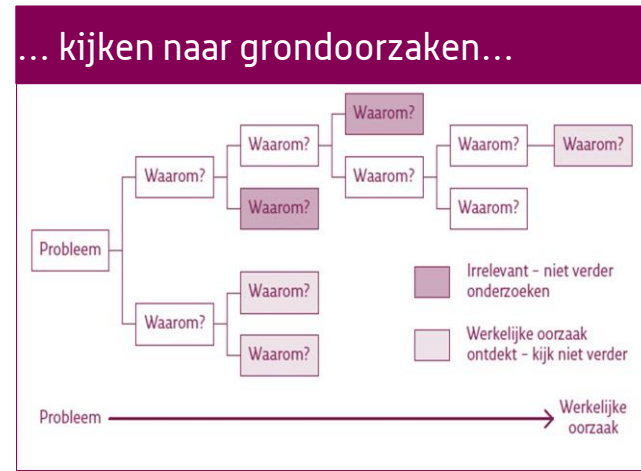 ... kijken naar grondoorzaken...
Waarom?
Waarom?
Waarom?
Waarom?
Waarom?
Waarom?
Waarom?
Waarom?
Probleem
Waarom?
Waarom?
Waarom?
Irrelevant – niet verder
onderzoeken
Werkelijke oorzaak
ontdekt – kijk niet verder
Probleem
Werkelijke
oorzaak